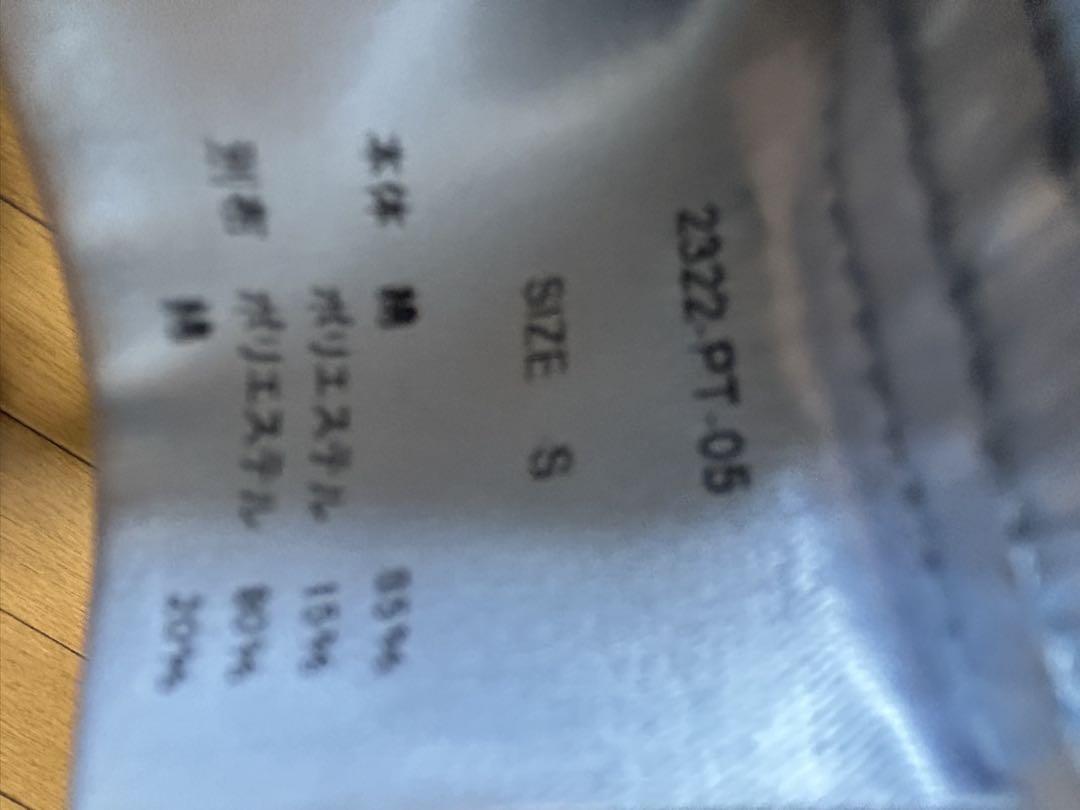 2322-PT-05
SIZE S
本体 綿 85%
ポリエステル 15%
別布 ポリエステル 80%
綿 20%